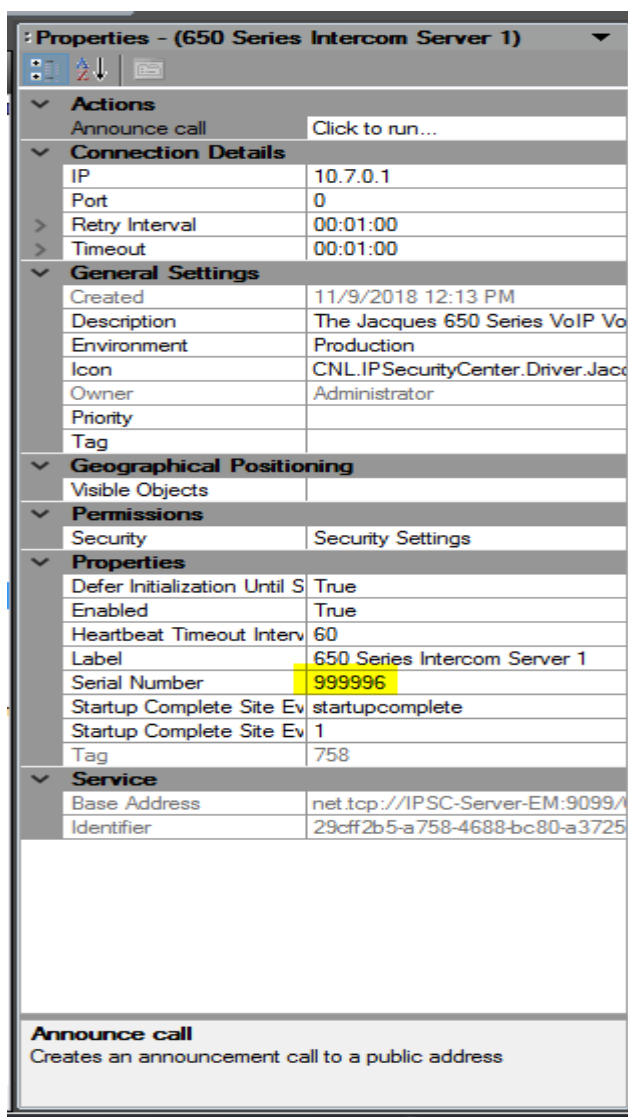 Properties - (650 Series Intercom Server 1)
Actions
Announce call Click to run...
Connection Details
IP 10.7.0.1
Port 0
Retry Interval 00:01:00
Timeout 00:01:00
General Settings
Created 11/9/2018 12:13 PM
Description The Jacques 650 Series VoIP Vo
Environment Production
Icon CNL.IPSecurityCenter.Driver.Jacq
Owner Administrator
Priority
Tag
Geographical Positioning
Visible Objects
Permissions
Security Security Settings
Properties
Defer Initialization Until S True
Enabled True
Heartbeat Timeout Interv 60
Label 650 Series Intercom Server 1
Serial Number 999996
Startup Complete Site Ev startupcomplete
Startup Complete Site Ev 1
Tag 758
Service
Base Address net.tcp://IPSC-Server-EM:9099/
Identifier 29cff2b5-a758-4688-bc80-a3725
Announce call
Creates an announcement call to a public address